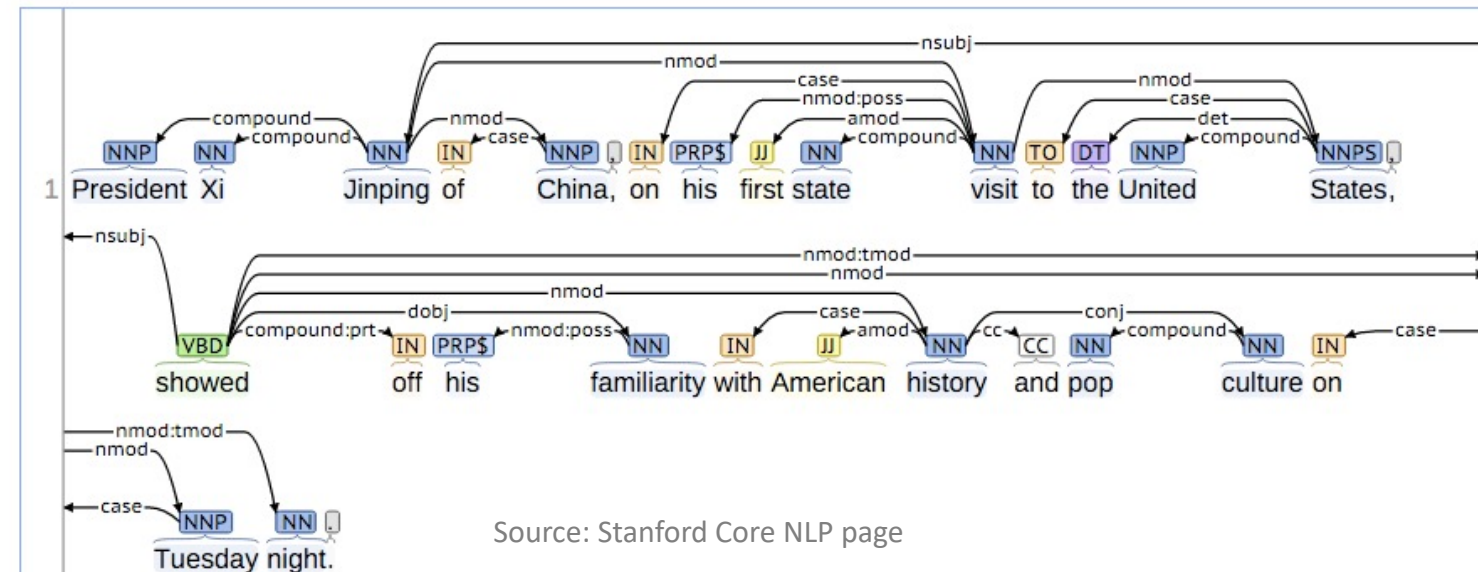 nsubj
nmod
case nmod
nmod:poss case
compound nmod amod det
compound case compound compound
NNP NN NN IN NNP , IN PRP$ JJ NN NN TO DT NNP NNPS ,
1 President Xi Jinping of China, on his first state visit to the United States,
nsubj
nmod:tmod
nmod
nmod
dobj case conj
compound:prt nmod:poss amod cc compound case
VBD IN PRP$ NN IN JJ NN CC NN NN IN
showed off his familiarity with American history and pop culture on
nmod:tmod
nmod
case
NNP NN .
Tuesday night.
Source: Stanford Core NLP page